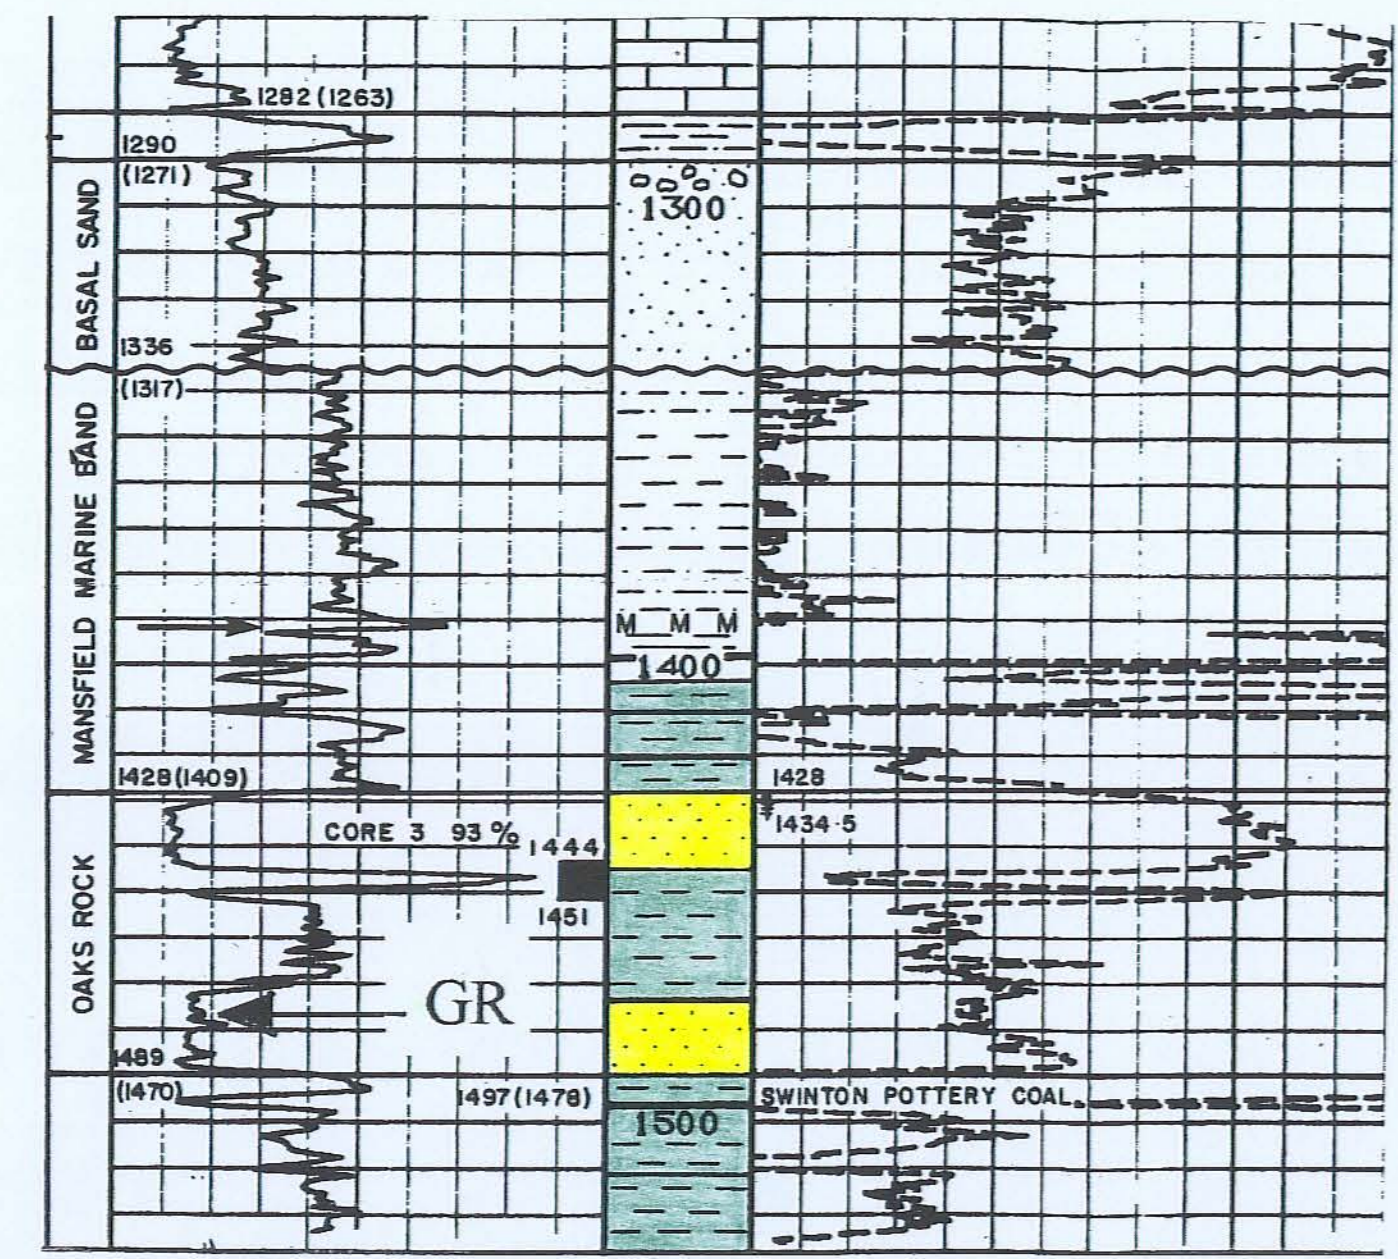 1282 (1263)
1290
(1271)
BASAL SAND
1300
1336
(1317)
MANSFIELD MARINE BAND
M M M
1400
1428 (1409)
1428
OAKS ROCK
CORE 3 93 %
1444
1434·5
1451
GR
1489
(1470)
1497 (1478)
SWINTON POTTERY COAL
1500